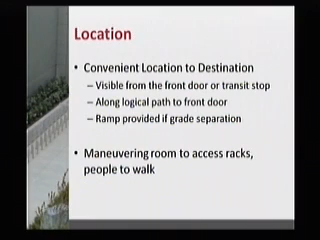 Location
• Convenient Location to Destination
– Visible from the front door or transit stop
– Along logical path to front door
– Ramp provided if grade separation
• Maneuvering room to access racks,
people to walk